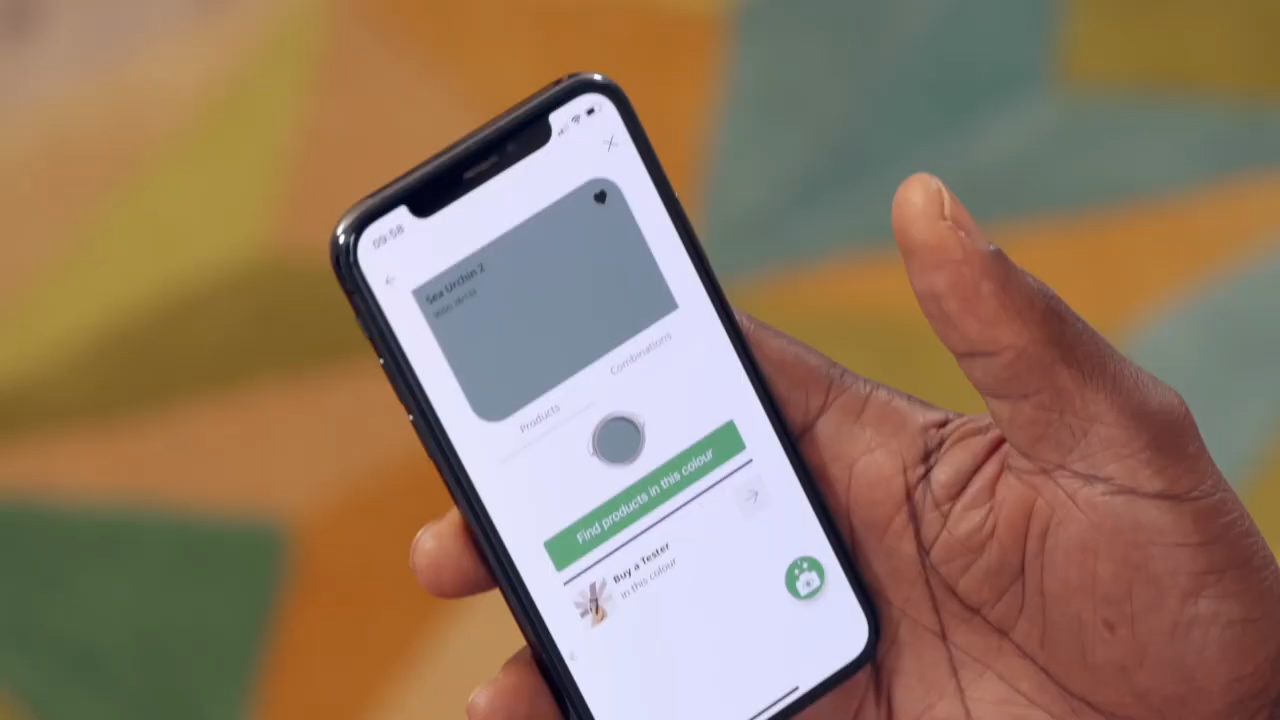 09:58
Sea Urchin 2
Products
Combinations
Find products in this colour
Buy a Tester
in this colour